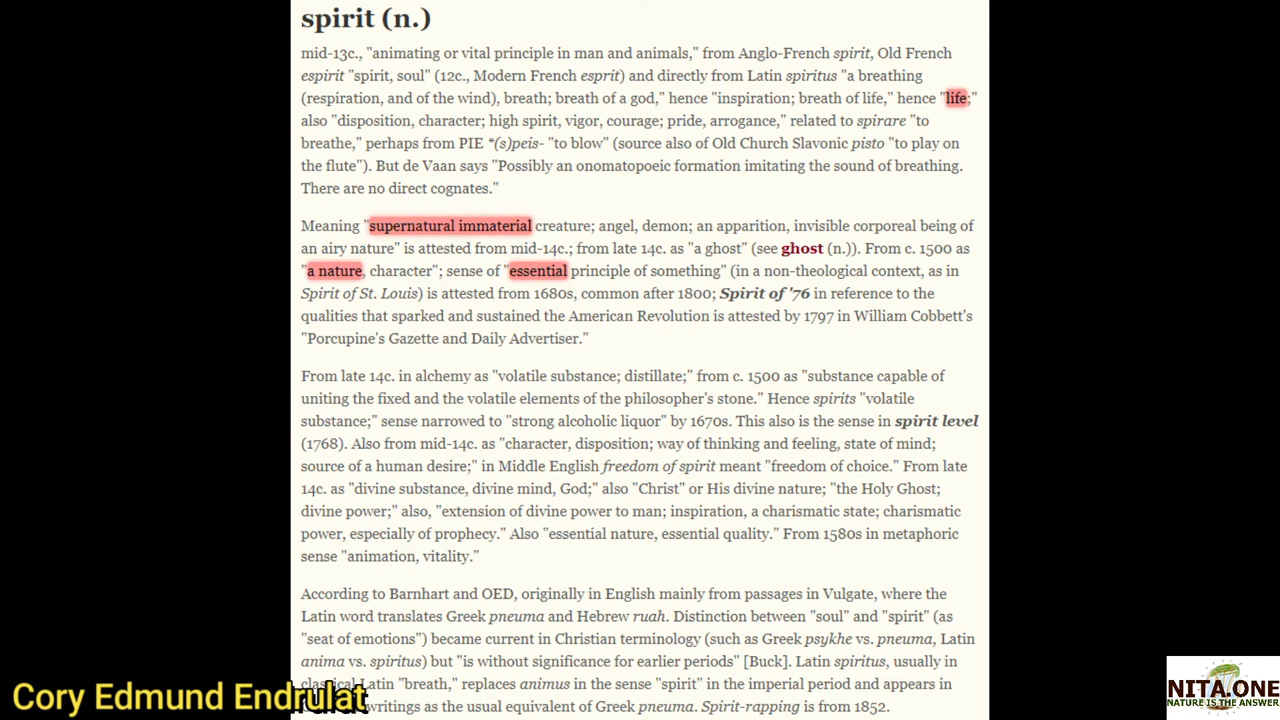 spirit (n.)
mid-13c., "animating or vital principle in man and animals," from Anglo-French spirit, Old French
espirit "spirit, soul" (12c., Modern French esprit) and directly from Latin spiritus "a breathing
(respiration, and of the wind), breath; breath of a god," hence "inspiration; breath of life," hence "life;"
also "disposition, character; high spirit, vigor, courage; pride, arrogance," related to spirare "to
breathe," perhaps from PIE *(s)peis- "to blow" (source also of Old Church Slavonic pisto "to play on
the flute"). But de Vaan says "Possibly an onomatopoeic formation imitating the sound of breathing.
There are no direct cognates."
Meaning "supernatural immaterial creature; angel, demon; an apparition, invisible corporeal being of
an airy nature" is attested from mid-14c.; from late 14c. as "a ghost" (see ghost (n.)). From c. 1500 as
"a nature, character"; sense of "essential principle of something" (in a non-theological context, as in
Spirit of St. Louis) is attested from 1680s, common after 1800; Spirit of '76 in reference to the
qualities that sparked and sustained the American Revolution is attested by 1797 in William Cobbett's
"Porcupine's Gazette and Daily Advertiser."
From late 14c. in alchemy as "volatile substance; distillate;" from c. 1500 as "substance capable of
uniting the fixed and the volatile elements of the philosopher's stone." Hence spirits "volatile
substance;" sense narrowed to "strong alcoholic liquor" by 1670s. This also is the sense in spirit level
(1768). Also from mid-14c. as "character, disposition; way of thinking and feeling, state of mind;
source of a human desire;" in Middle English freedom of spirit meant "freedom of choice." From late
14c. as "divine substance, divine mind, God;" also "Christ" or His divine nature; "the Holy Ghost;
divine power;" also, "extension of divine power to man; inspiration, a charismatic state; charismatic
power, especially of prophecy." Also "essential nature, essential quality." From 1580s in metaphoric
sense "animation, vitality."
According to Barnhart and OED, originally in English mainly from passages in Vulgate, where the
Latin word translates Greek pneuma and Hebrew ruah. Distinction between "soul" and "spirit" (as
"seat of emotions") became current in Christian terminology (such as Greek psykhe vs. pneuma, Latin
anima vs. spiritus) but "is without significance for earlier periods" [Buck]. Latin spiritus, usually in
classical Latin "breath," replaces animus in the sense "spirit" in the imperial period and appears in
writings as the usual equivalent of Greek pneuma. Spirit-rapping is from 1852.
Cory Edmund Endrulat
NITA.ONE
NATURE IS THE ANSWER